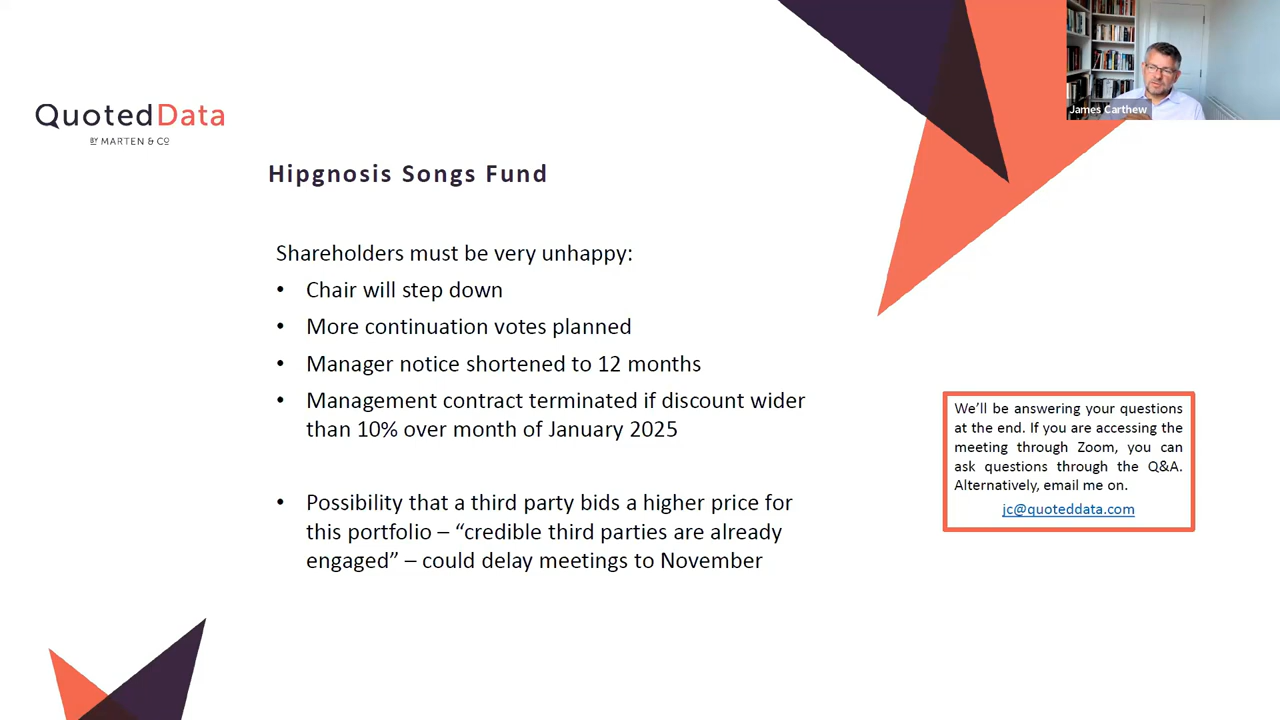 QuotedData
BY MARTEN & CO
James Carthew
Hipgnosis Songs Fund
Shareholders must be very unhappy:
• Chair will step down
• More continuation votes planned
• Manager notice shortened to 12 months
• Management contract terminated if discount wider
than 10% over month of January 2025
• Possibility that a third party bids a higher price for
this portfolio – “credible third parties are already
engaged” – could delay meetings to November
We’ll be answering your questions
at the end. If you are accessing the
meeting through Zoom, you can
ask questions through the Q&A.
Alternatively, email me on.
jc@quoteddata.com